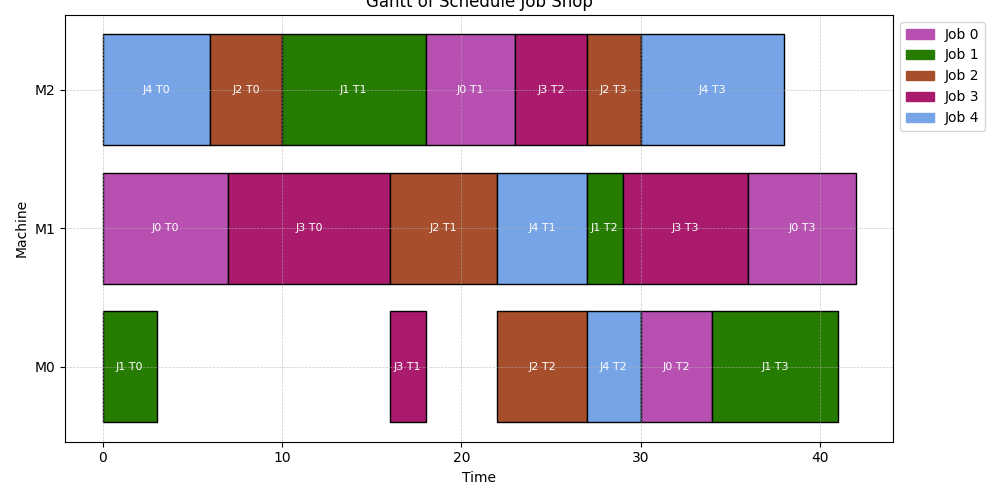 Gantt of Schedule Job Shop
Job 0
Job 1
Job 2
Job 3
Job 4
M2
J4 T0
J2 T0
J1 T1
J0 T1
J3 T2
J2 T3
J4 T3
Machine
M1
J0 T0
J3 T0
J2 T1
J4 T1
J1 T2
J3 T3
J0 T3
M0
J1 T0
J3 T1
J2 T2
J4 T2
J0 T2
J1 T3
0
10
20
30
40
Time